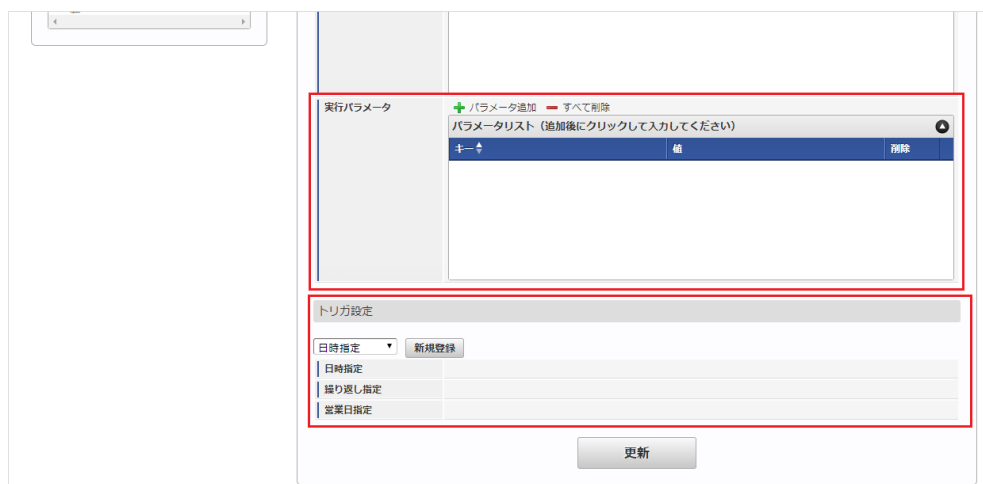 実行パラメータ
パラメータ追加 すべて削除
パラメータリスト（追加後にクリックして入力してください）
キー 値 削除
トリガ設定
日時指定 新規登録
日時指定
繰り返し指定
営業日指定
更新